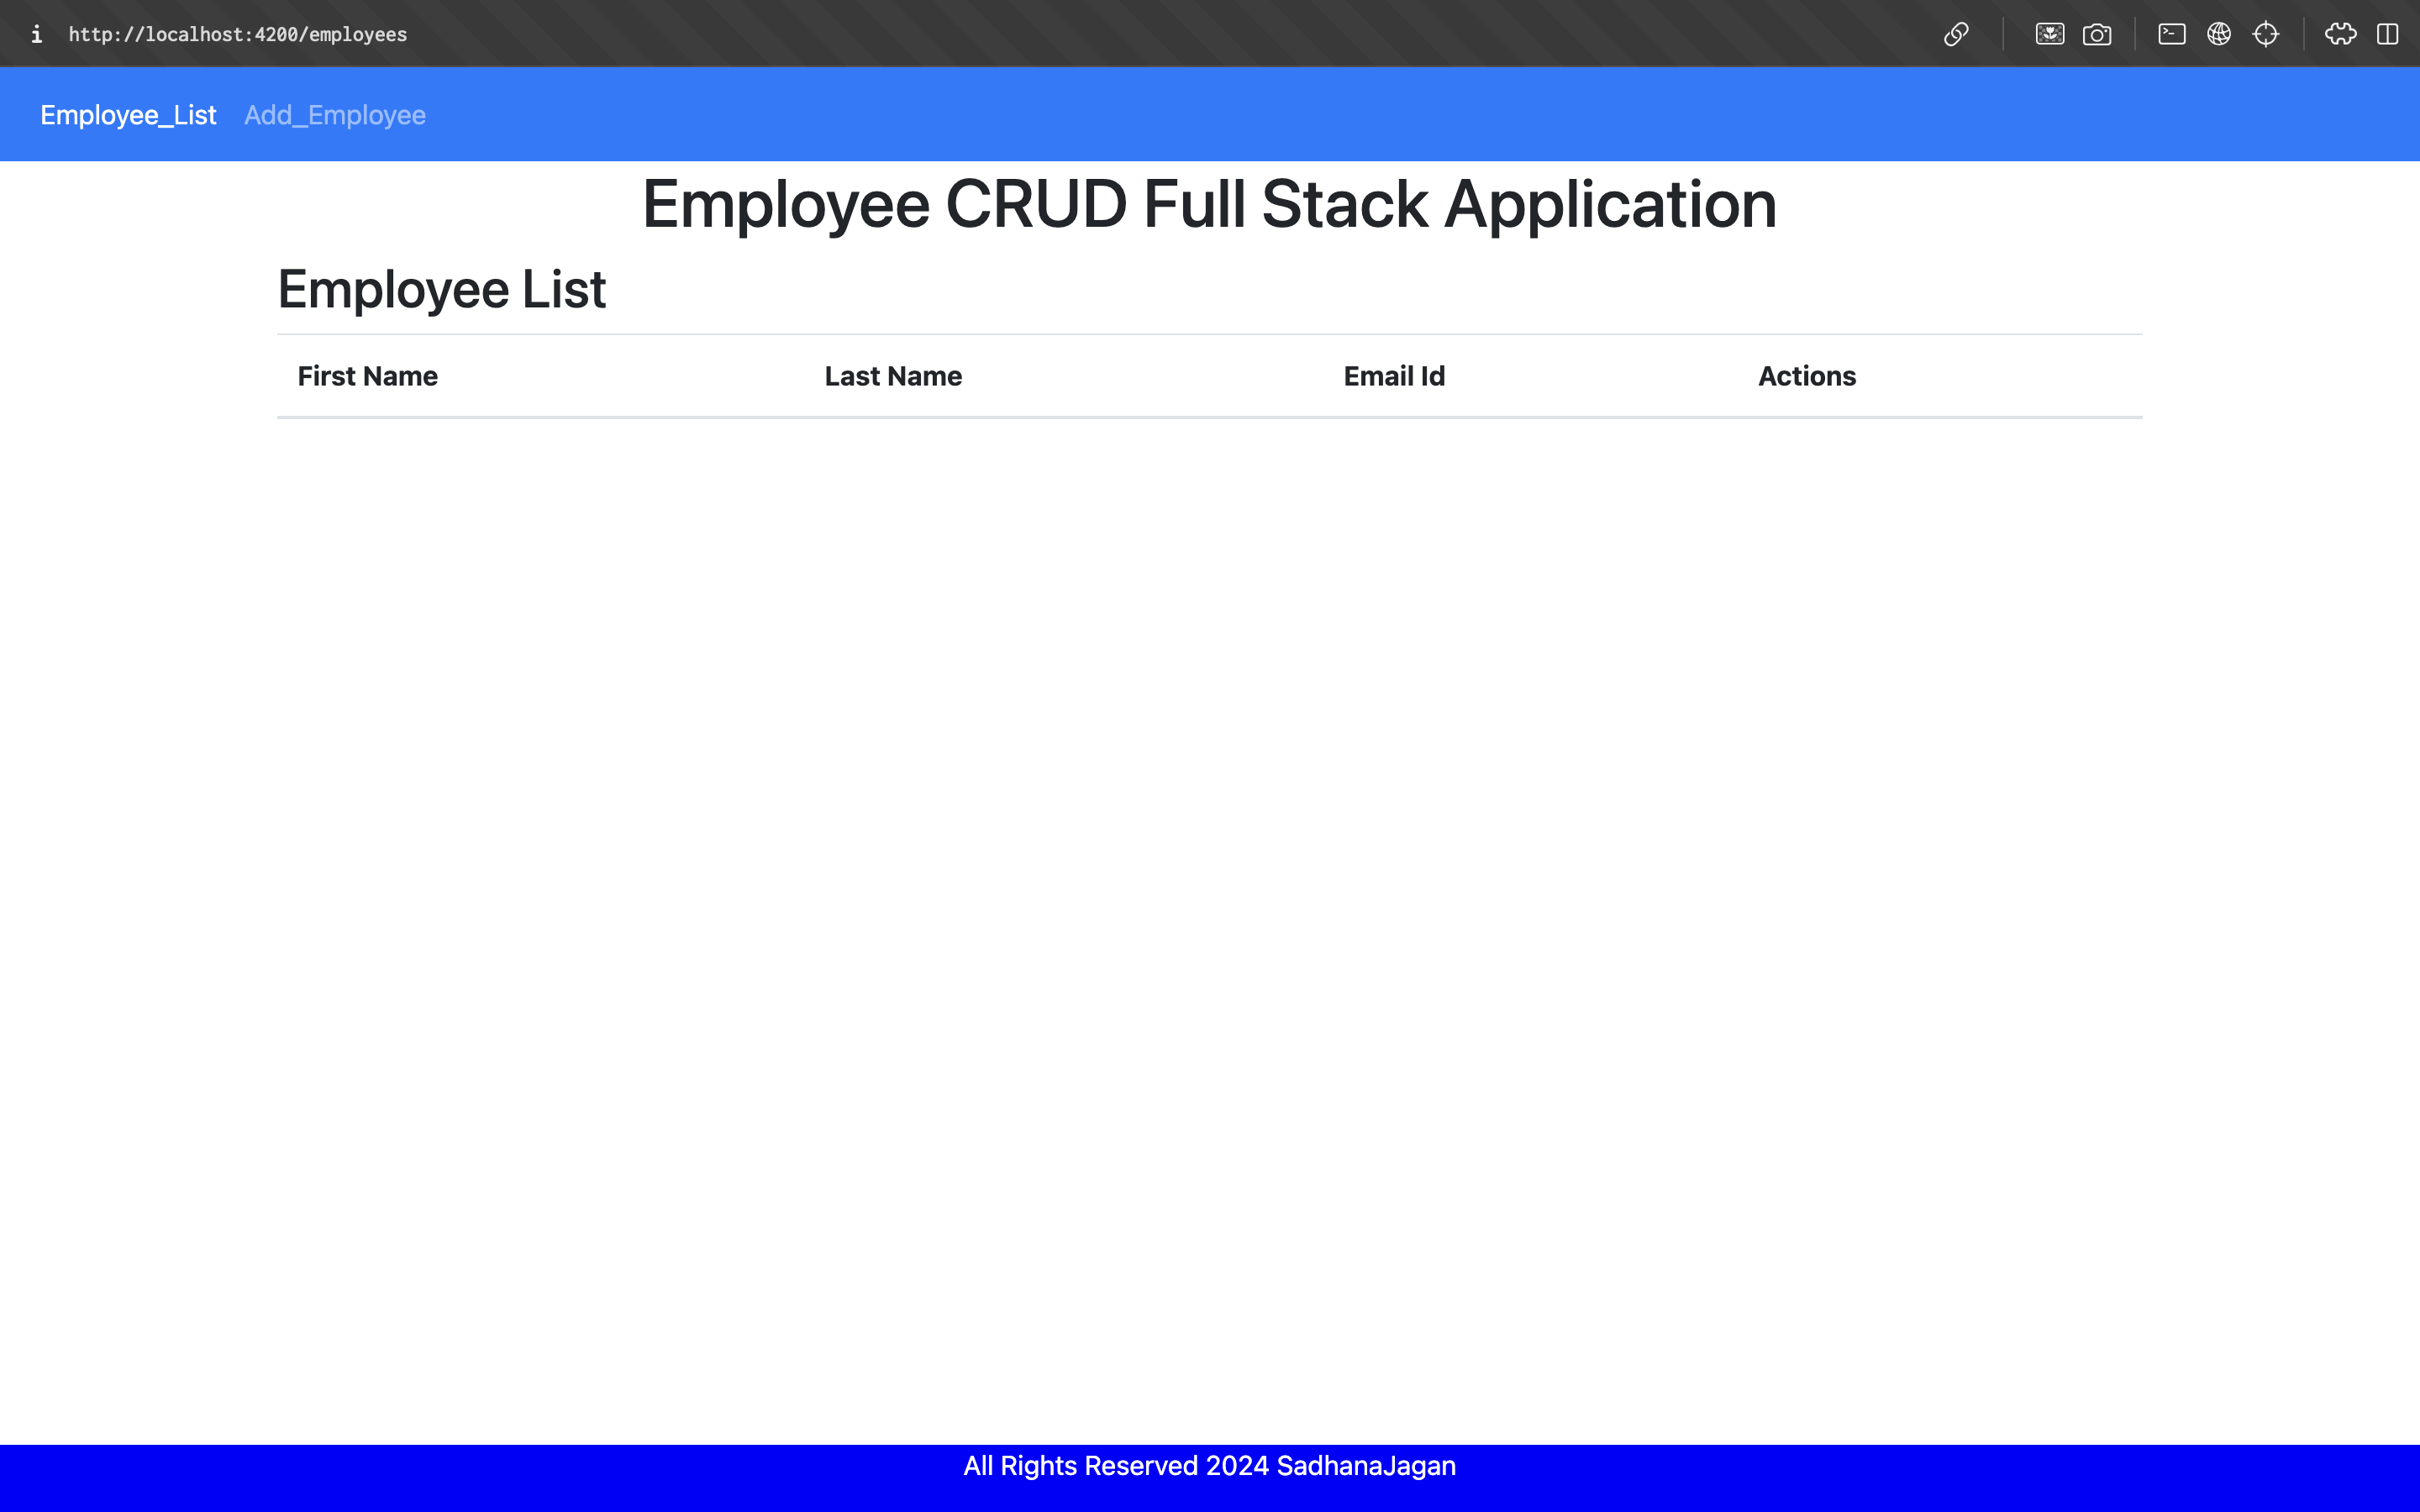 http://localhost:4200/employees
Employee_List Add_Employee
Employee CRUD Full Stack Application
Employee List
First Name Last Name Email Id Actions
All Rights Reserved 2024 SadhanaJagan